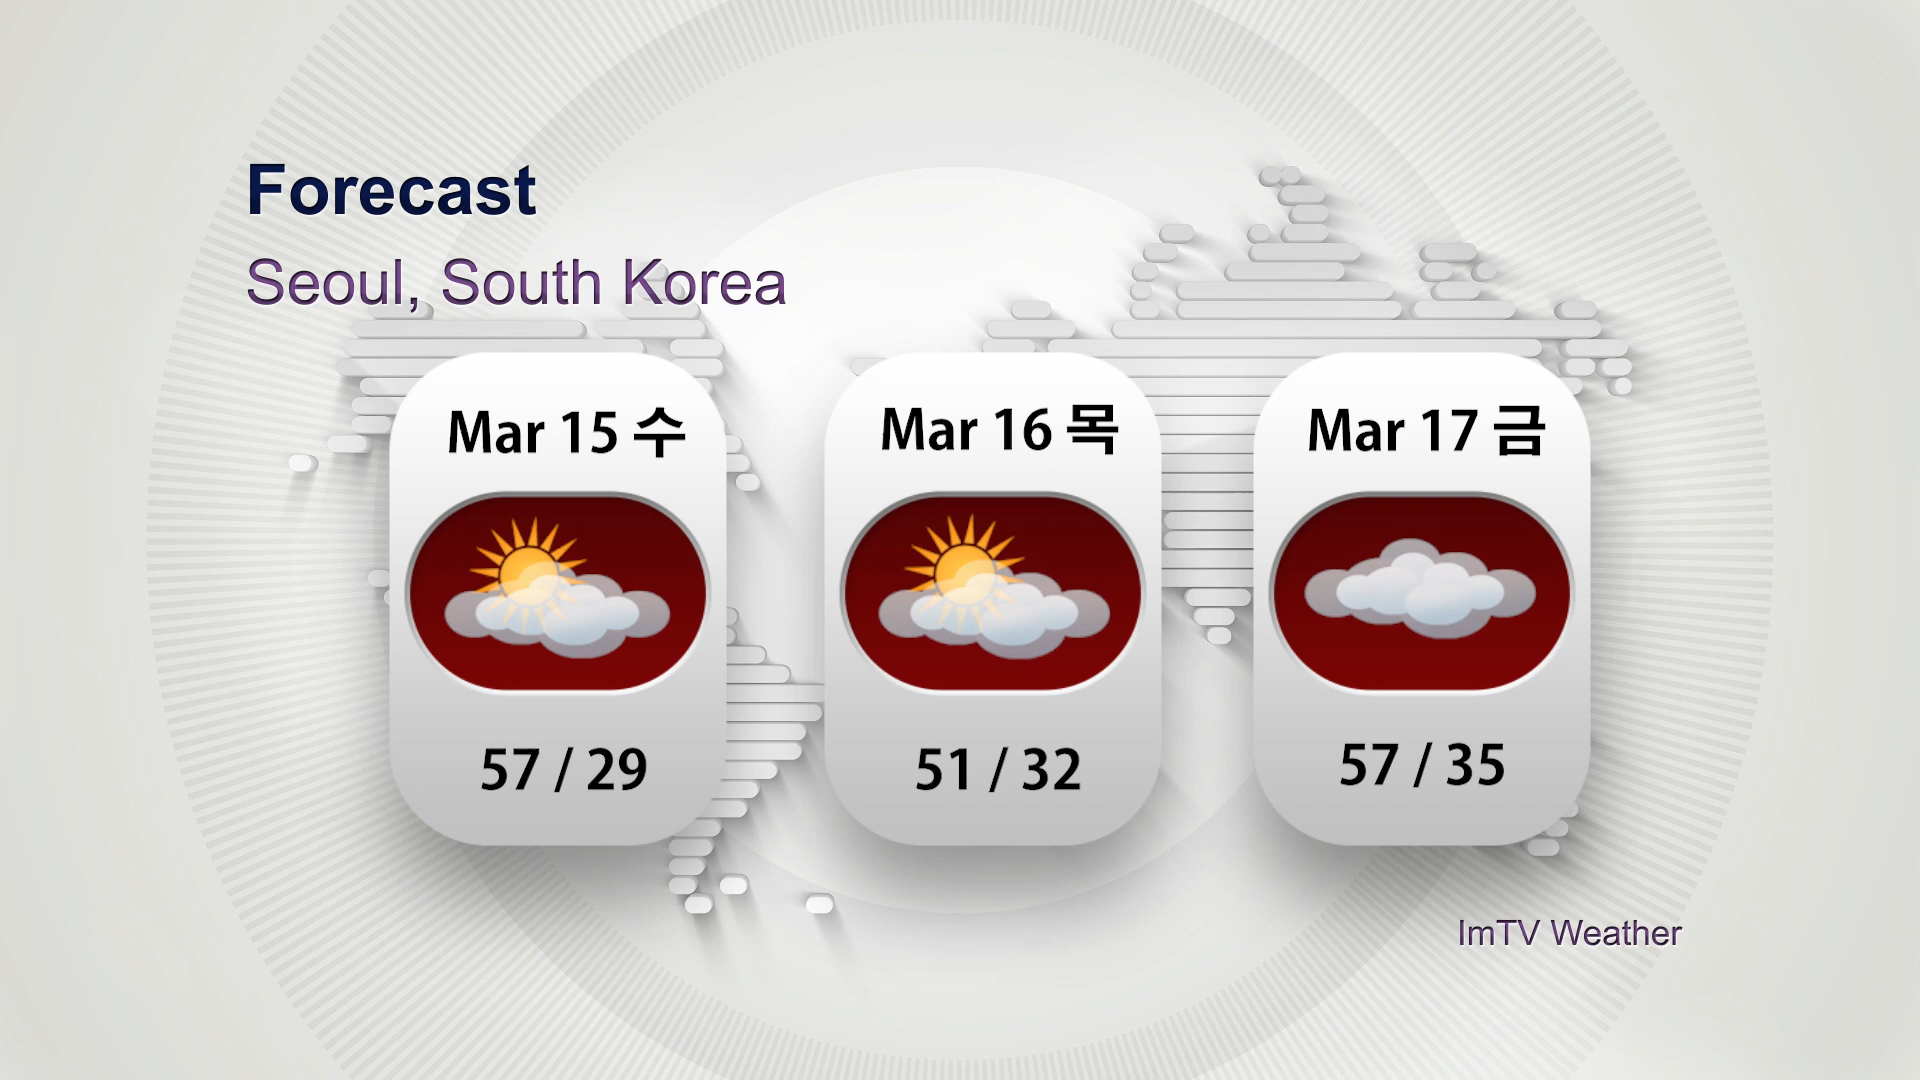 Forecast
Seoul, South Korea
Mar 15 수
57 / 29
Mar 16 목
51 / 32
Mar 17 금
57 / 35
ImTV Weather